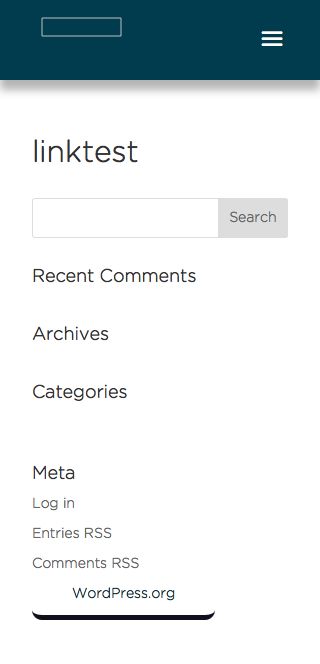 linktest
Search
Recent Comments
Archives
Categories
Meta
Log in
Entries RSS
Comments RSS
WordPress.org